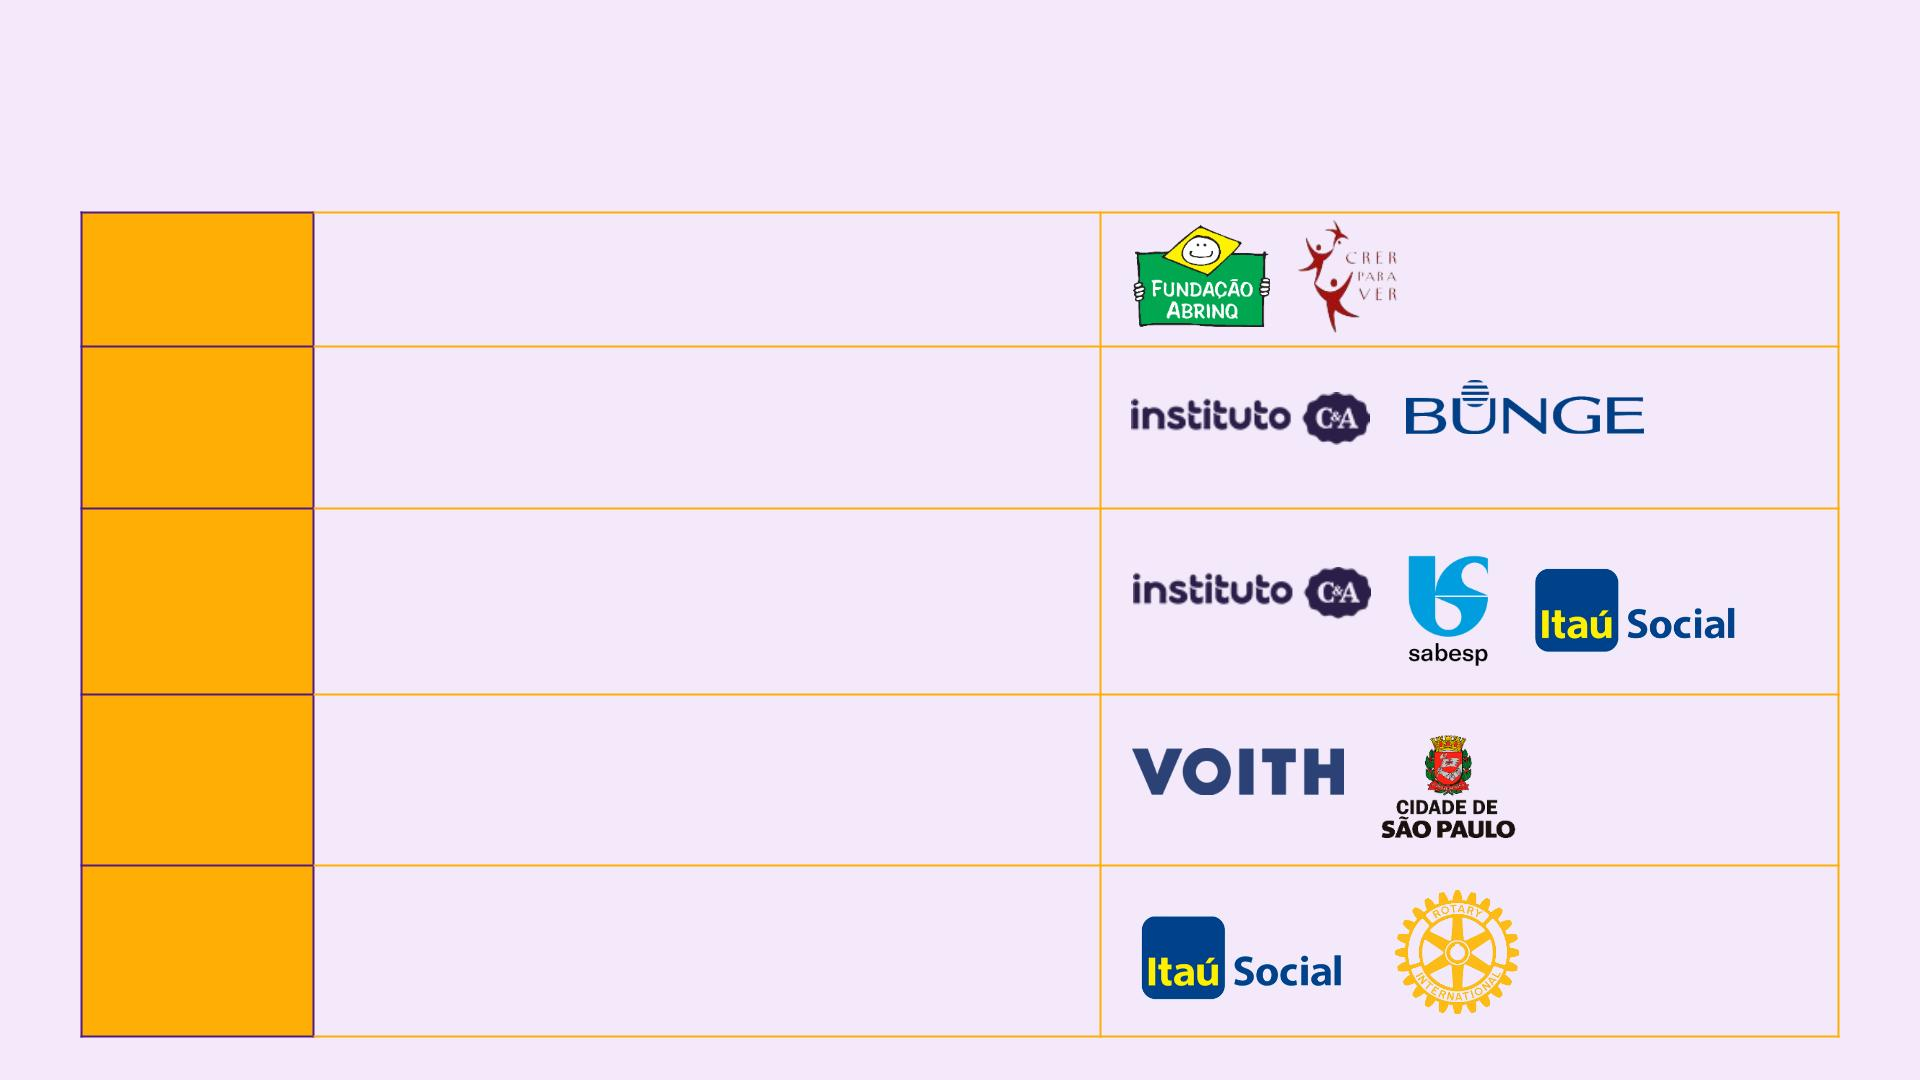 FUNDAÇÃO
ABRINQ
CRER
PARA
VER
instituto C&A
BUNGE
instituto C&A
sabesp
Itaú Social
VOITH
CIDADE DE
SÃO PAULO
Itaú Social
ROTARY
INTERNATIONAL